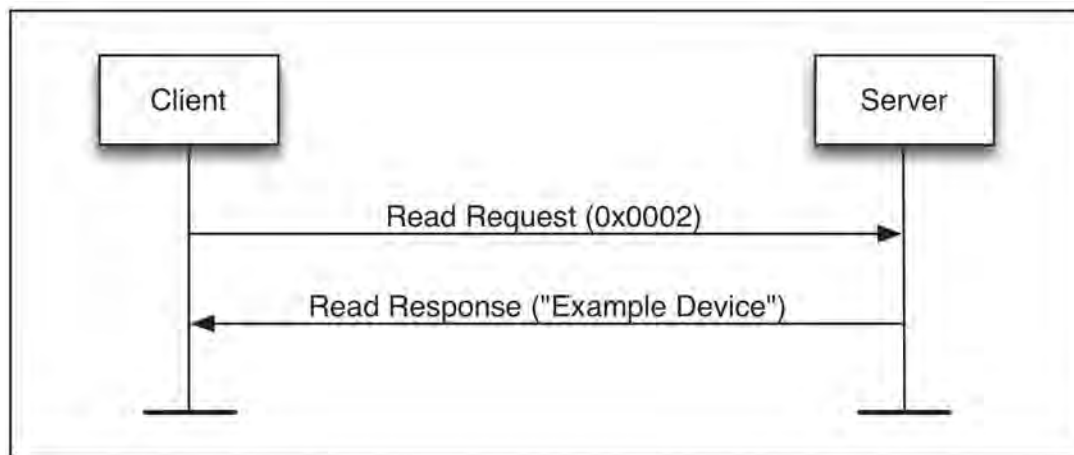 Client
Server
Read Request (0x0002)
Read Response ("Example Device")